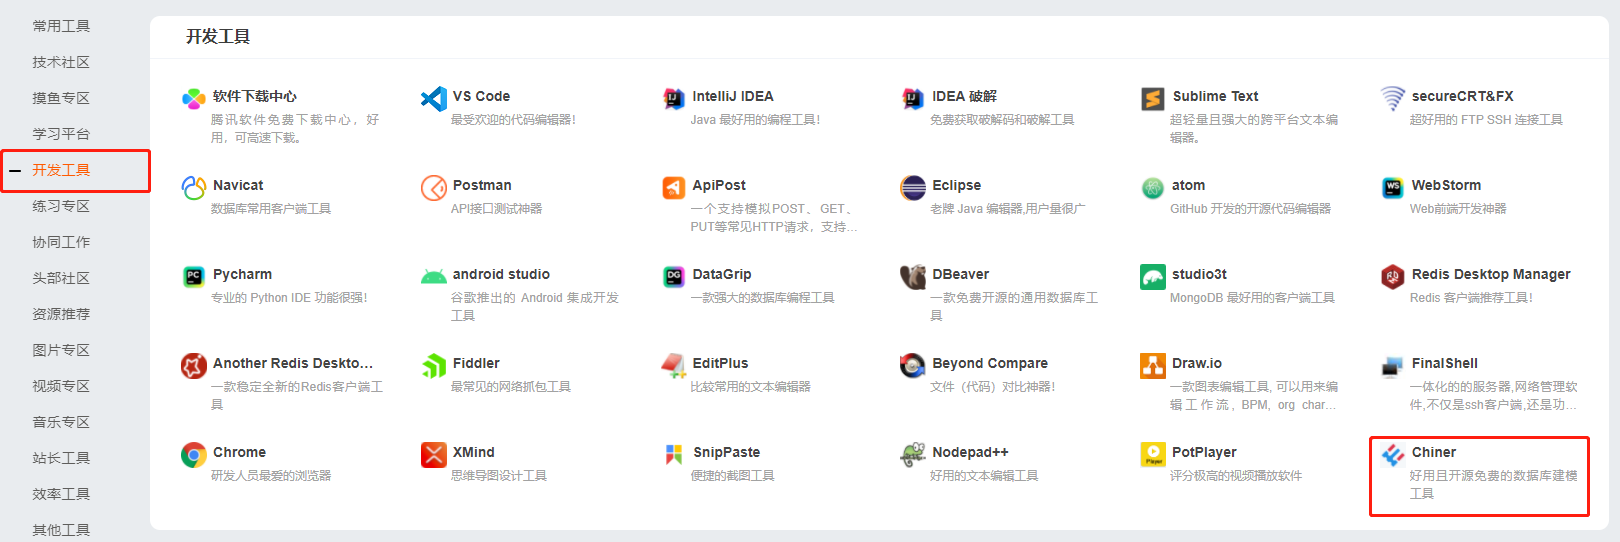 常用工具
技术社区
摸鱼专区
学习平台
开发工具
练习专区
协同工作
头部社区
资源推荐
图片专区
视频专区
音乐专区
站长工具
效率工具
其他工具
开发工具
软件下载中心
腾讯软件免费下载中心，好
用，可高速下载。
VS Code
最受欢迎的代码编辑器！
IntelliJ IDEA
Java 最好用的编程工具！
IDEA 破解
免费获取破解码和破解工具
Sublime Text
超轻量且强大的跨平台文本编
辑器。
secureCRT&FX
超好用的 FTP SSH 连接工具
Navicat
数据库常用客户端工具
Postman
API接口测试神器
ApiPost
一个支持模拟POST、GET、
PUT等常见HTTP请求，支持...
Eclipse
老牌 Java 编辑器,用户量很广
atom
GitHub 开发的开源代码编辑器
WebStorm
Web前端开发神器
Pycharm
专业的 Python IDE 功能很强！
android studio
谷歌推出的 Android 集成开发
工具
DataGrip
一款强大的数据库编程工具
DBeaver
一款免费开源的通用数据库工
具
studio3t
MongoDB 最好用的客户端工具
Redis Desktop Manager
Redis 客户端推荐工具！
Another Redis Deskto...
一款稳定全新的Redis客户端工
具
Fiddler
最常见的网络抓包工具
EditPlus
比较常用的文本编辑器
Beyond Compare
文件（代码）对比神器！
Draw.io
一款图表编辑工具, 可以用来编
辑工作流, BPM, org char...
FinalShell
一体化的的服务器,网络管理软
件,不仅是ssh客户端,还是功...
Chrome
研发人员最爱的浏览器
XMind
思维导图设计工具
SnipPaste
便捷的截图工具
Nodepad++
好用的文本编辑工具
PotPlayer
评分极高的视频播放软件
Chiner
好用且开源免费的数据库建模
工具